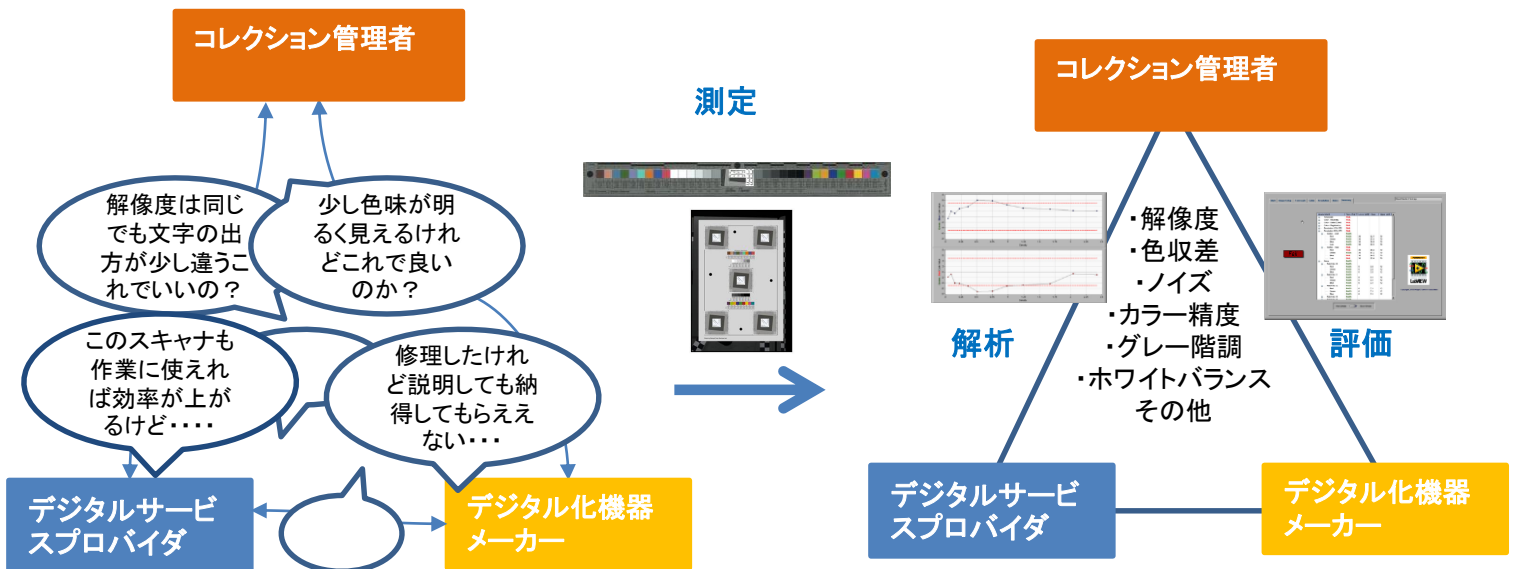 コレクション管理者
解像度は同じ
でも文字の出
方が少し違うこ
れでいいの？
少し色味が明
るく見えるけれ
どこれで良い
のか？
このスキャナも
作業に使えれ
ば効率が上が
るけど・・・・
修理したけれ
ど説明しても納
得してもらええ
ない・・・
デジタルサービ
スプロバイダ
デジタル化機器
メーカー
測定
コレクション管理者
・解像度
・色収差
・ノイズ
・カラー精度
・グレー階調
・ホワイトバランス
その他
解析
評価
LabVIEW
デジタルサービ
スプロバイダ
デジタル化機器
メーカー